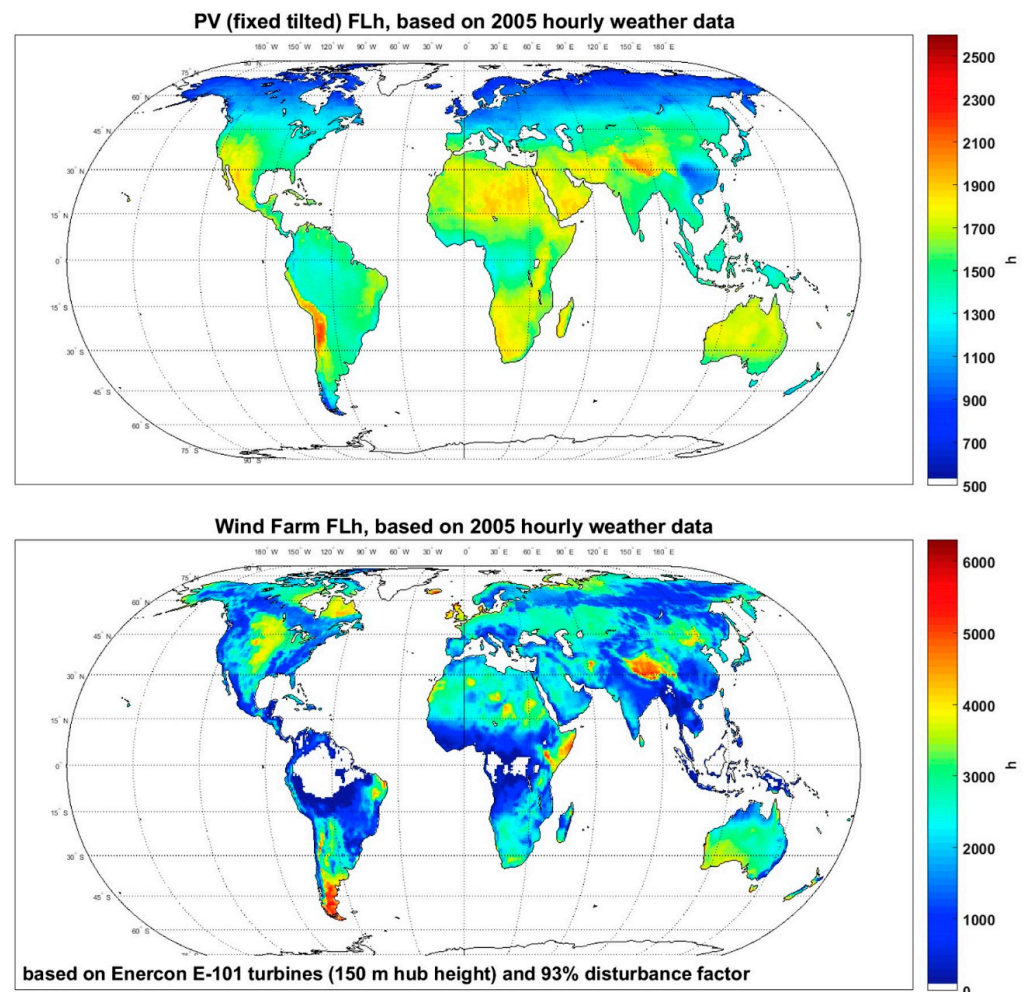 PV (fixed tilted) FLh, based on 2005 hourly weather data
180° W 150° W 120° W 90° W 60° W 30° W 0° 30° E 60° E 90° E 120° E 150° E 180° E
90° N
75° N
60° N
45° N
30° N
15° N
0°
15° S
30° S
45° S
60° S
75° S
90° S
2500
2300
2100
1900
1700
1500
1300
1100
900
700
500
h
Wind Farm FLh, based on 2005 hourly weather data
180° W 150° W 120° W 90° W 60° W 30° W 0° 30° E 60° E 90° E 120° E 150° E 180° E
90° N
75° N
60° N
45° N
30° N
15° N
0°
15° S
30° S
45° S
60° S
based on Enercon E-101 turbines (150 m hub height) and 93% disturbance factor
6000
5000
4000
3000
2000
1000
0
h